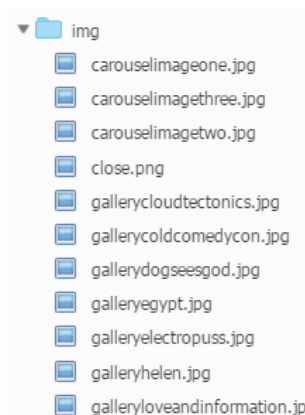 img
carouselimageone.jpg
carouselimagethree.jpg
carouselimagetwo.jpg
close.png
gallerycloudtectonics.jpg
gallerycoldcomedycon.jpg
gallerydogseesgod.jpg
galleryegypt.jpg
galleryelectropuss.jpg
galleryhelen.jpg
galleryloveandinformation.jp